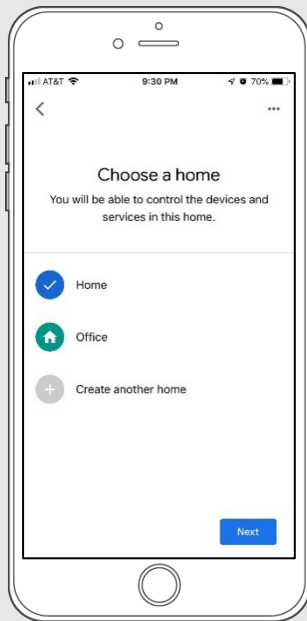 AT&T 9:30 PM 70%
...
Choose a home
You will be able to control the devices and
services in this home.
Home
Office
Create another home
Next